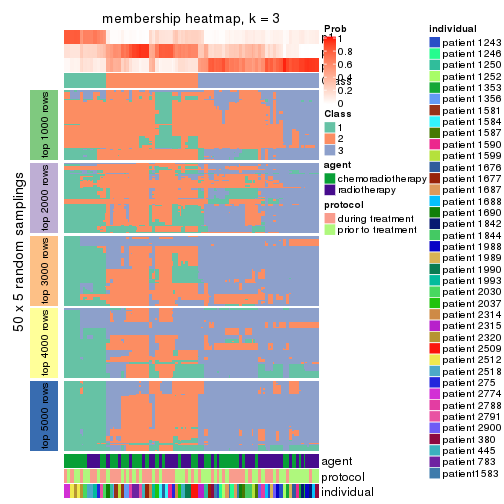 membership heatmap, k = 3
50 x 5 random samplings
top 1000 rows
top 2000 rows
top 3000 rows
top 4000 rows
top 5000 rows
agent
protocol
individual
Prob
1
0.8
0.6
0.4
0.2
0
Class
1
2
3
agent
chemoradiotherapy
radiotherapy
protocol
during treatment
prior to treatment
individual
patient 1243
patient 1246
patient 1250
patient 1252
patient 1353
patient 1356
patient 1581
patient 1584
patient 1587
patient 1590
patient 1599
patient 1676
patient 1677
patient 1687
patient 1688
patient 1690
patient 1842
patient 1844
patient 1988
patient 1989
patient 1990
patient 1993
patient 2030
patient 2037
patient 2314
patient 2315
patient 2320
patient 2509
patient 2512
patient 2518
patient 275
patient 2774
patient 2788
patient 2791
patient 2900
patient 380
patient 445
patient 783
patient1583